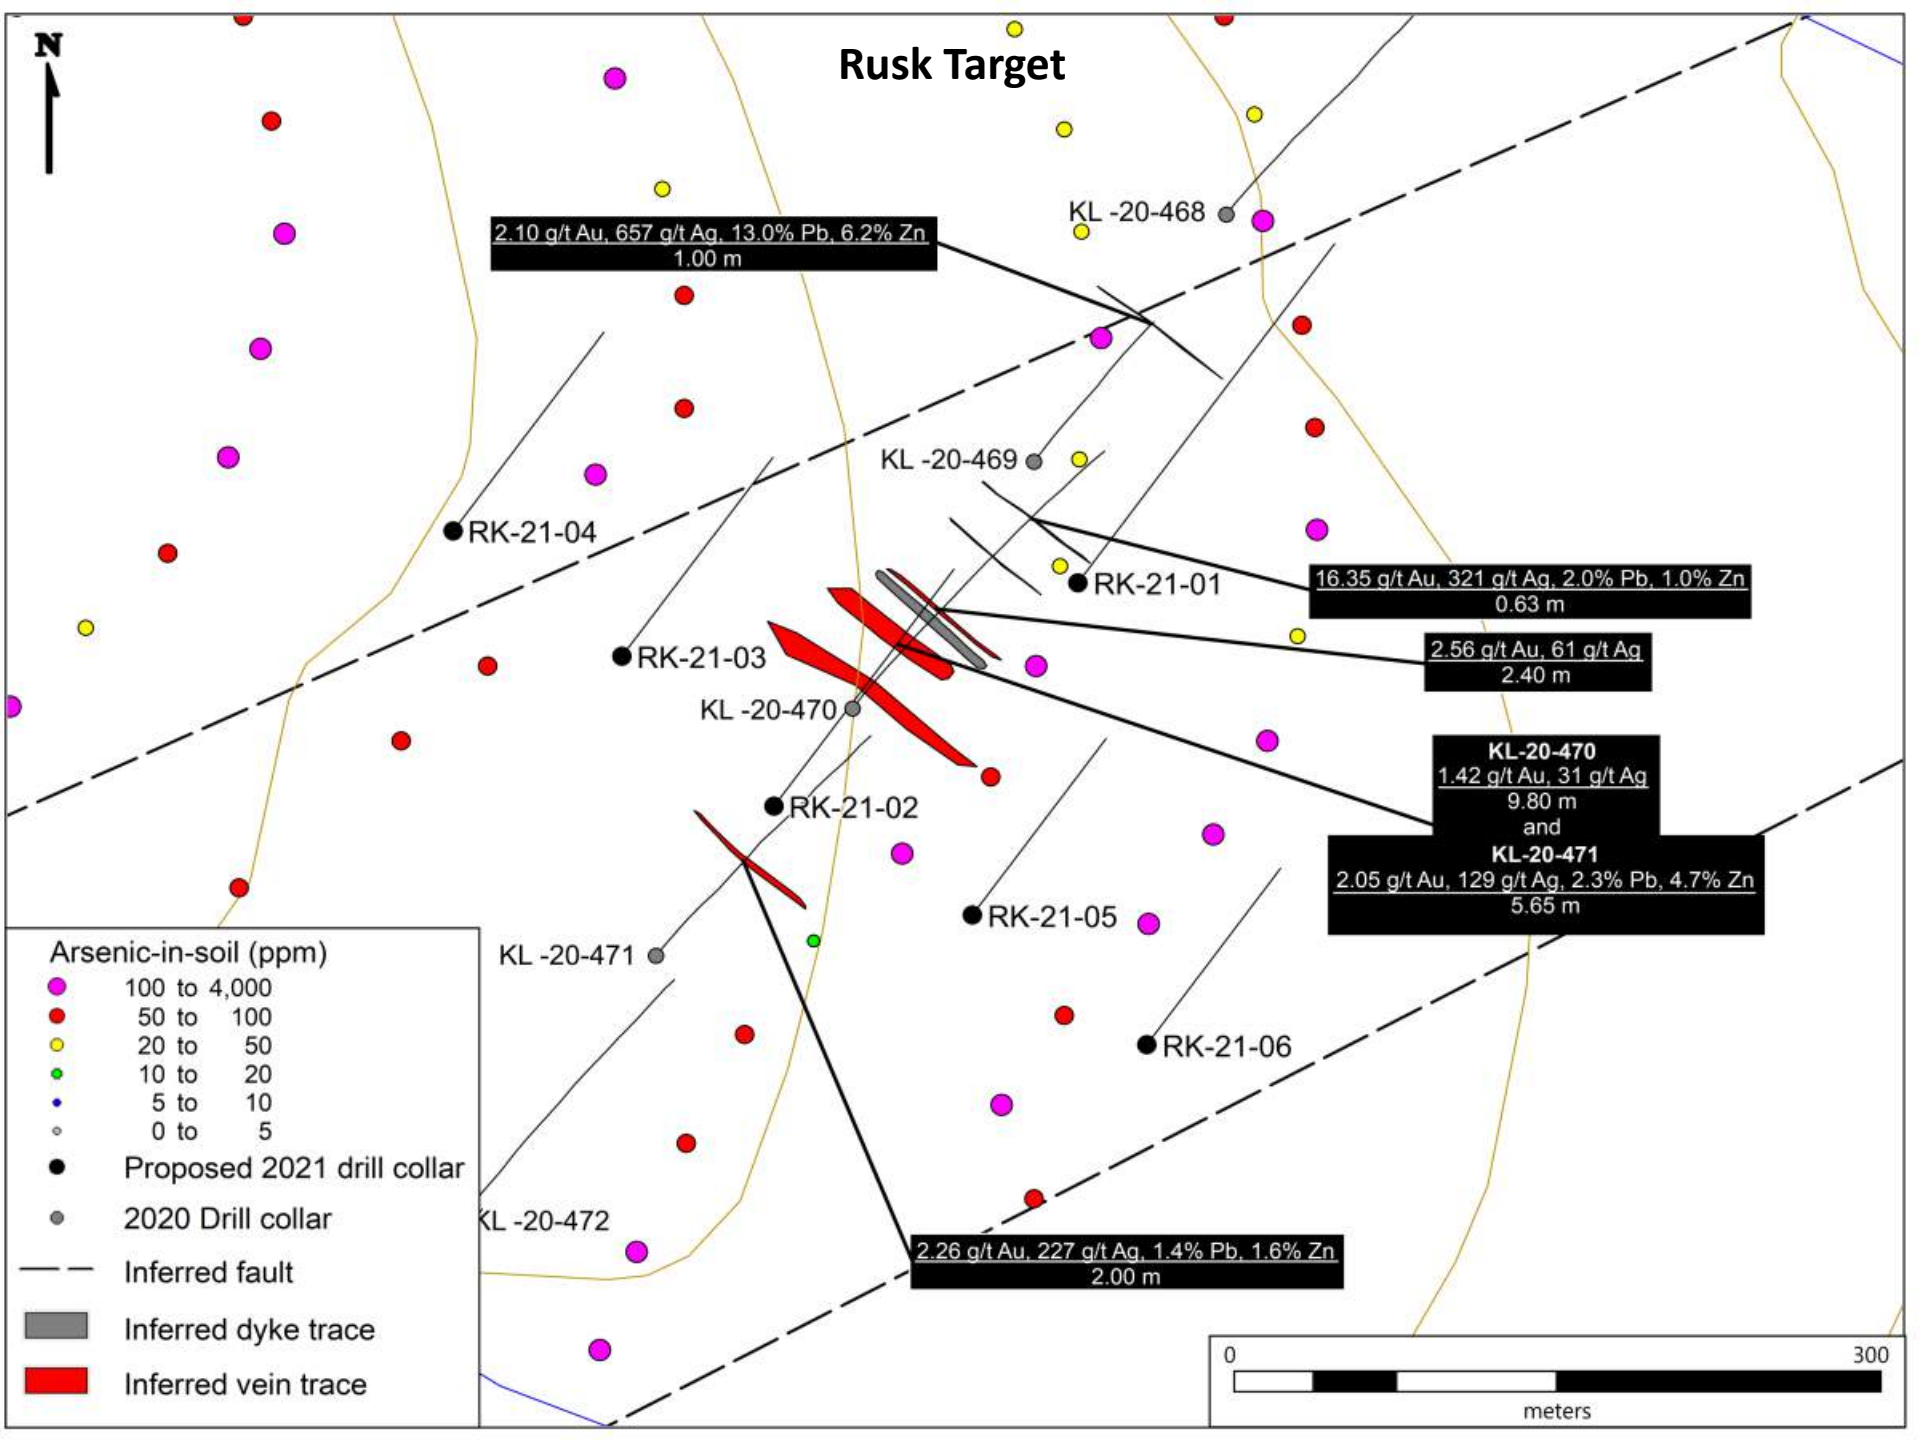 Rusk Target
N
KL -20-468
2.10 g/t Au, 657 g/t Ag, 13.0% Pb, 6.2% Zn
1.00 m
KL -20-469
RK-21-04
RK-21-01
16.35 g/t Au, 321 g/t Ag, 2.0% Pb, 1.0% Zn
0.63 m
RK-21-03
2.56 g/t Au, 61 g/t Ag
2.40 m
KL -20-470
KL-20-470
1.42 g/t Au, 31 g/t Ag
9.80 m
and
KL-20-471
2.05 g/t Au, 129 g/t Ag, 2.3% Pb, 4.7% Zn
5.65 m
RK-21-02
RK-21-05
KL -20-471
RK-21-06
KL -20-472
2.26 g/t Au, 227 g/t Ag, 1.4% Pb, 1.6% Zn
2.00 m
Arsenic-in-soil (ppm)
100 to 4,000
50 to 100
20 to 50
10 to 20
5 to 10
0 to 5
Proposed 2021 drill collar
2020 Drill collar
Inferred fault
Inferred dyke trace
Inferred vein trace
0 300
meters